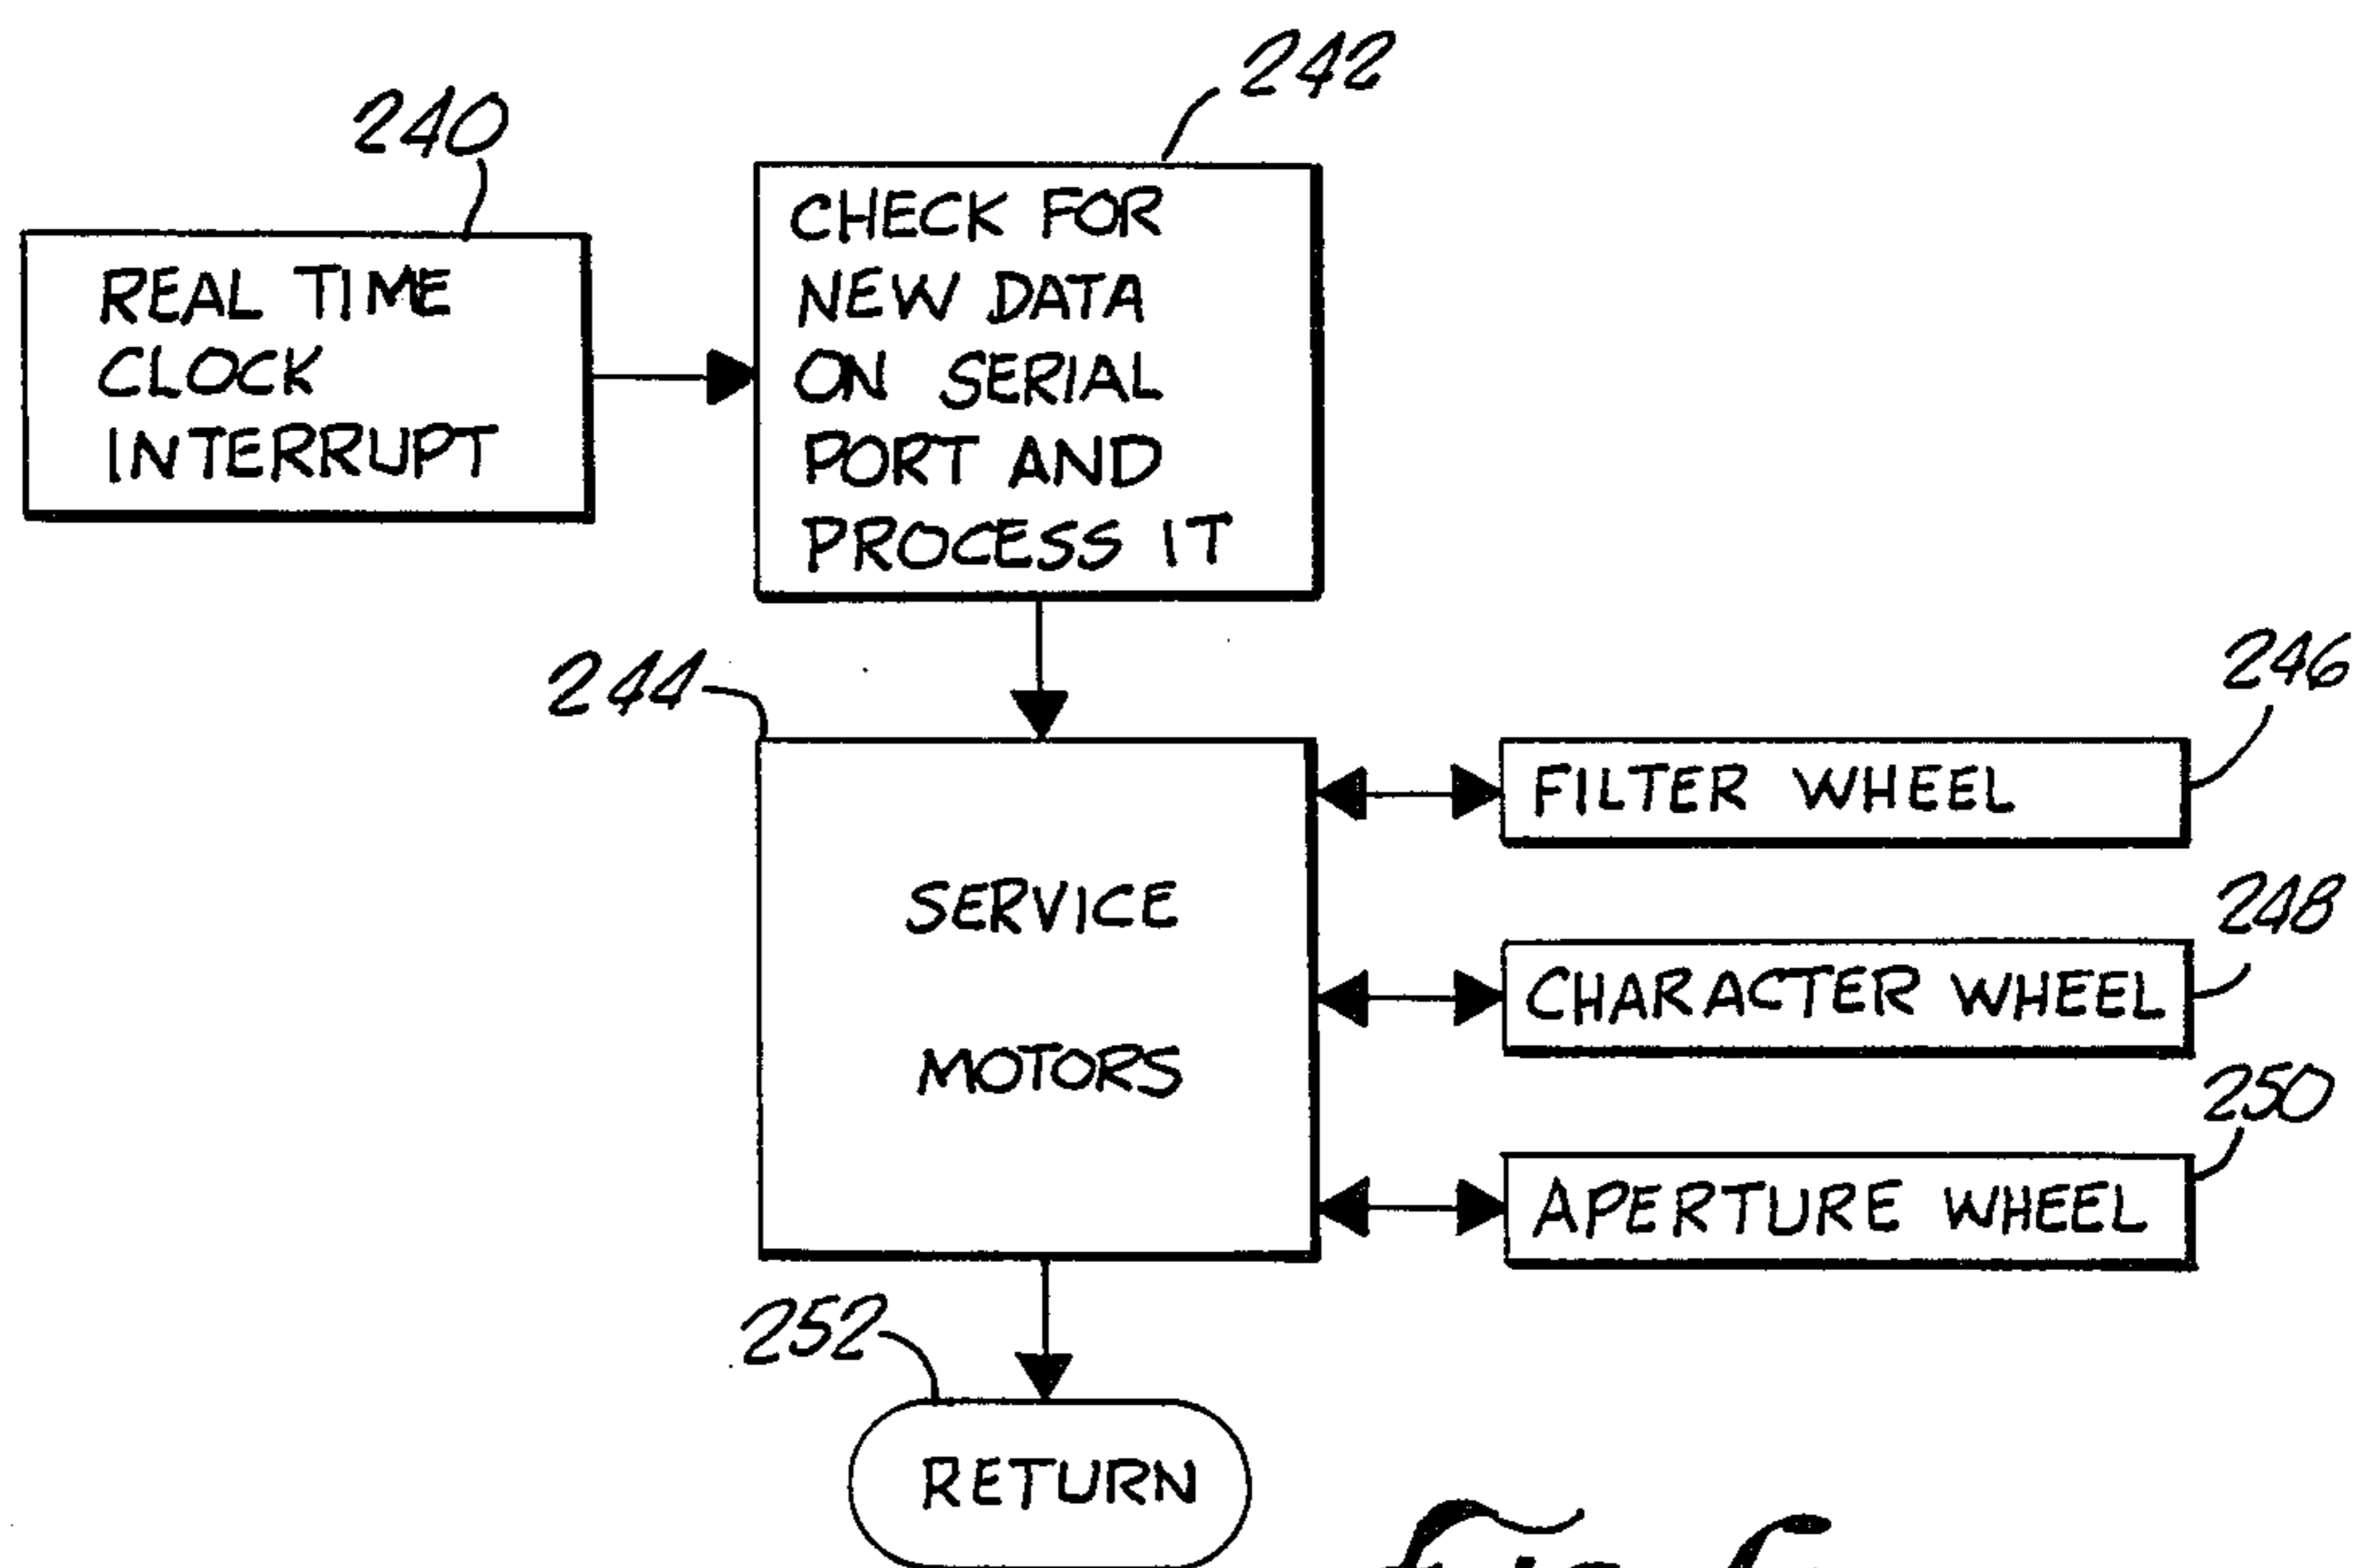 240
REAL TIME
CLOCK
INTERRUPT
242
CHECK FOR
NEW DATA
ON SERIAL
PORT AND
PROCESS IT
244
SERVICE
MOTORS
246
FILTER WHEEL
248
CHARACTER WHEEL
250
APERTURE WHEEL
252
RETURN